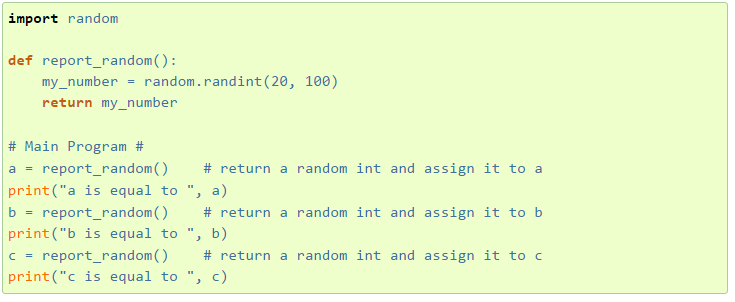 import random

def report_random():
    my_number = random.randint(20, 100)
    return my_number

# Main Program #
a = report_random()    # return a random int and assign it to a
print("a is equal to ", a)
b = report_random()    # return a random int and assign it to b
print("b is equal to ", b)
c = report_random()    # return a random int and assign it to c
print("c is equal to ", c)